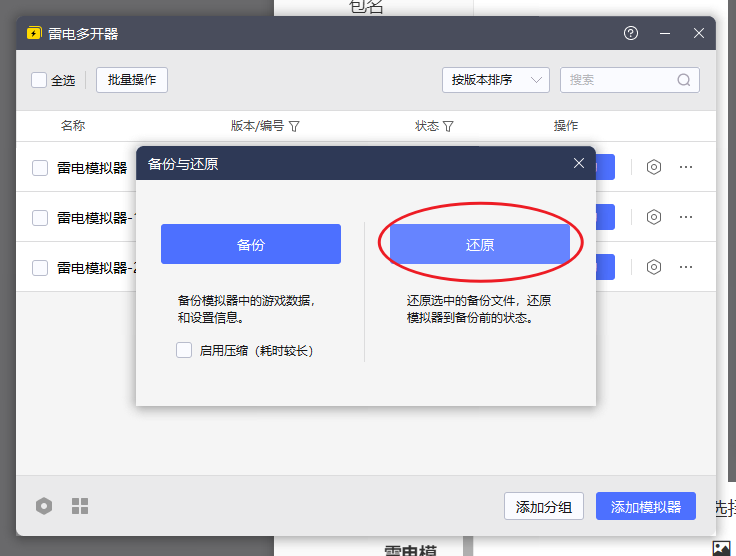 包名
雷电多开器
全选
批量操作
按版本排序
搜索
名称
版本/编号
状态
操作
雷电模拟器
雷电模拟器-1
雷电模拟器-2
备份与还原
备份
还原
备份模拟器中的游戏数据，
和设置信息。
还原选中的备份文件，还原
模拟器到备份前的状态。
启用压缩（耗时较长）
添加分组
添加模拟器
选择
雷电模